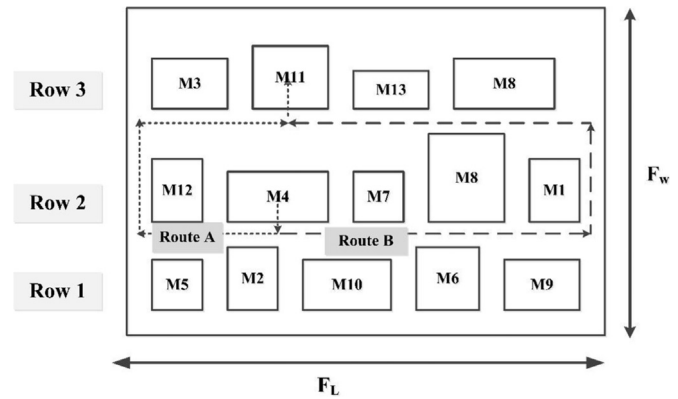 Row 3
M3
M11
M13
M8
Row 2
M12
M4
M7
M8
M1
F_W
Route A
Route B
Row 1
M5
M2
M10
M6
M9
F_L